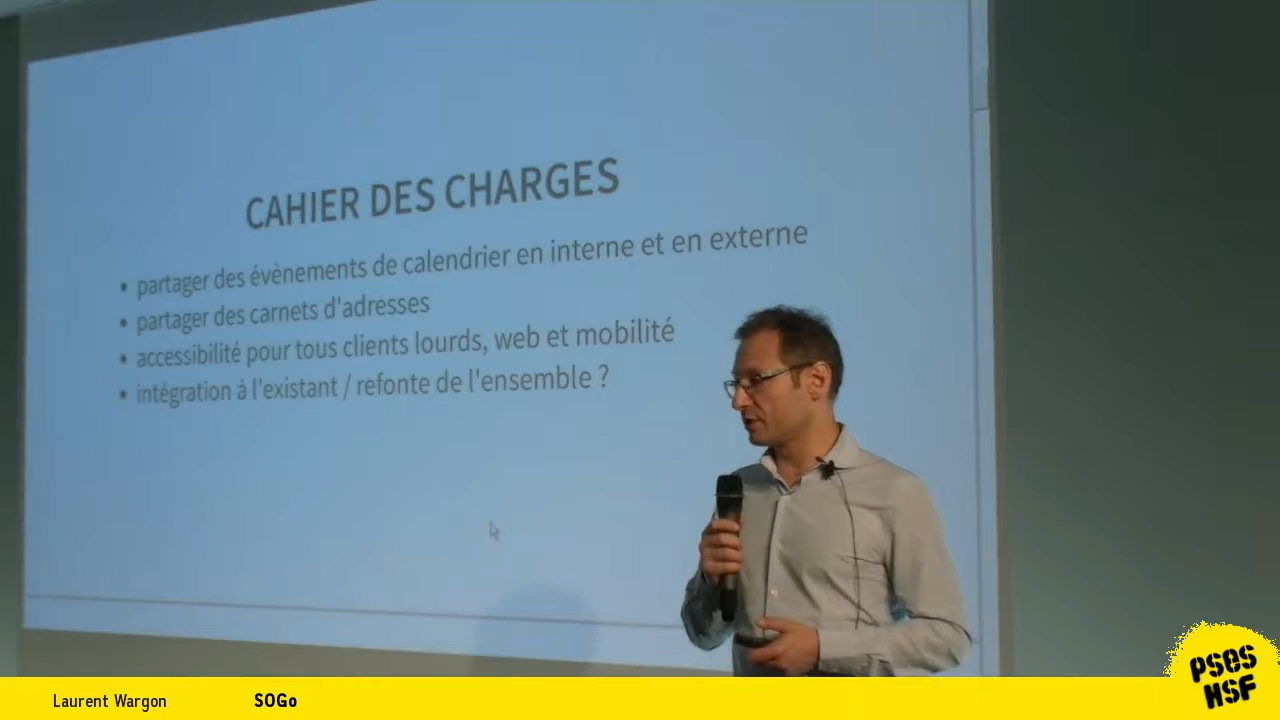 CAHIER DES CHARGES
• partager des évènements de calendrier en interne et en externe
• partager des carnets d'adresses
• accessibilité pour tous clients lourds, web et mobilité
• intégration à l'existant / refonte de l'ensemble ?
Laurent Wargon SOGo
PSES
HSF